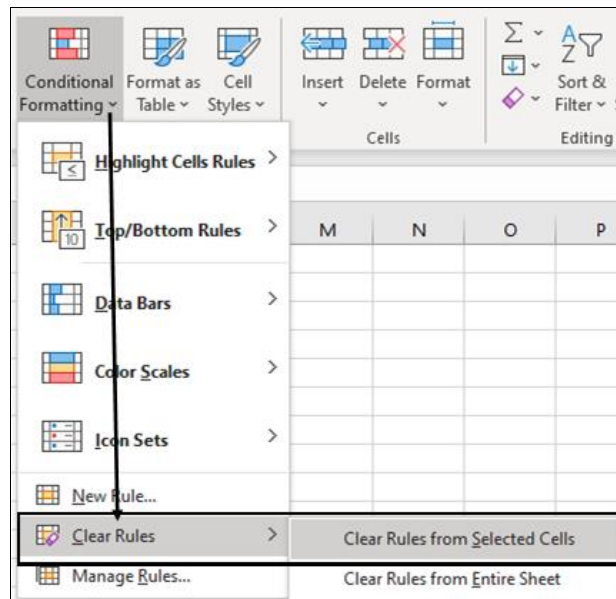 Conditional Formatting
Format as Table
Cell Styles
Insert
Delete
Format
Sort & Filter
Cells
Editing
Highlight Cells Rules
Top/Bottom Rules
10
M N O P
Data Bars
Color Scales
Icon Sets
New Rule...
Clear Rules
Clear Rules from Selected Cells
Manage Rules...
Clear Rules from Entire Sheet